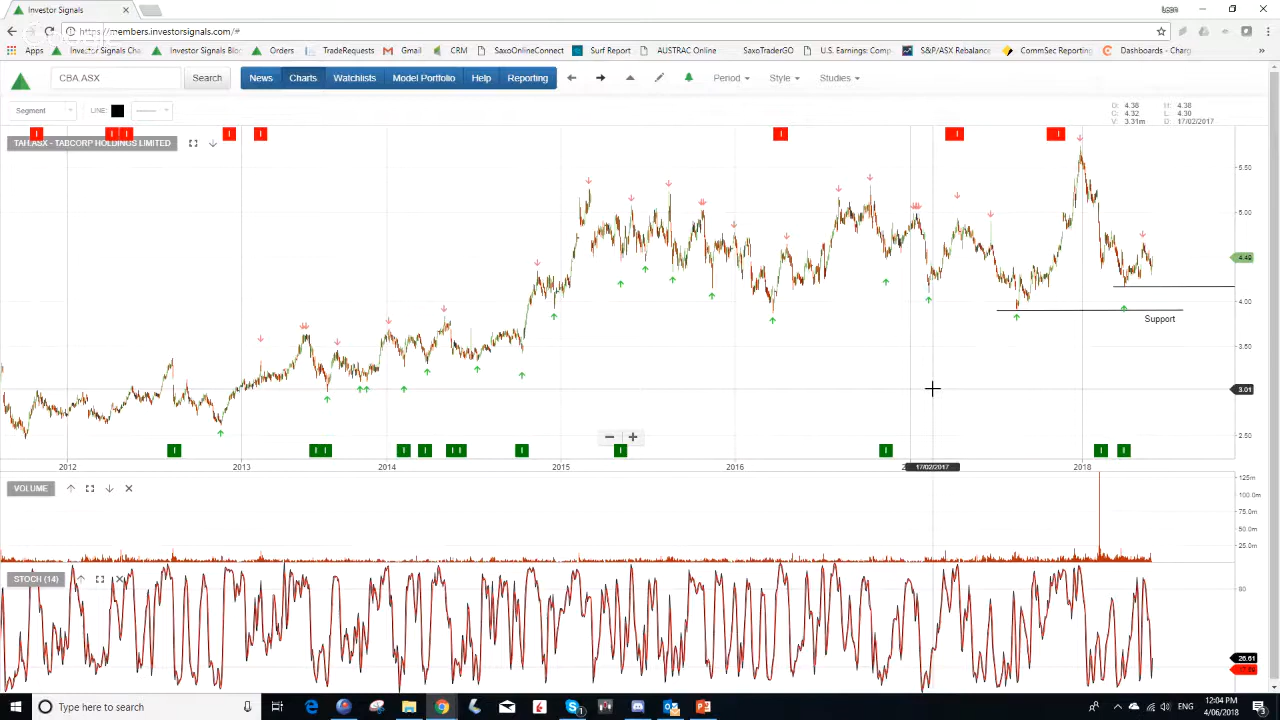 Investor Signals
https://members.investorsignals.com/#
Apps Investor Signals Cha Investor Signals Investor Signals B Orders TradeRequests Gmail CRM SaxoOnlineConnect Surf Report AUSTRAC Online SaxoTraderGO U.S. Earnings: Comp S&P/ASX Rebalance CommSec Reporting Dashboards - Charg
CBA.ASX Search News Charts Watchlists Model Portfolio Help Reporting Period Style Studies
Segment LINE:
O: 4.38 H: 4.38
C: 4.32 L: 4.30
V: 3.31m D: 17/02/2017
TAH.ASX - TABCORP HOLDINGS LIMITED
5.50
5.00
4.00
Support
3.50
3.01
2.50
2012 2013 2014 2015 2016 17/02/2017 2018
VOLUME
125m
100.0m
75.0m
50.0m
25.0m
STOCH (14)
80
26.61
Type here to search
ENG
12:04 PM
4/06/2018